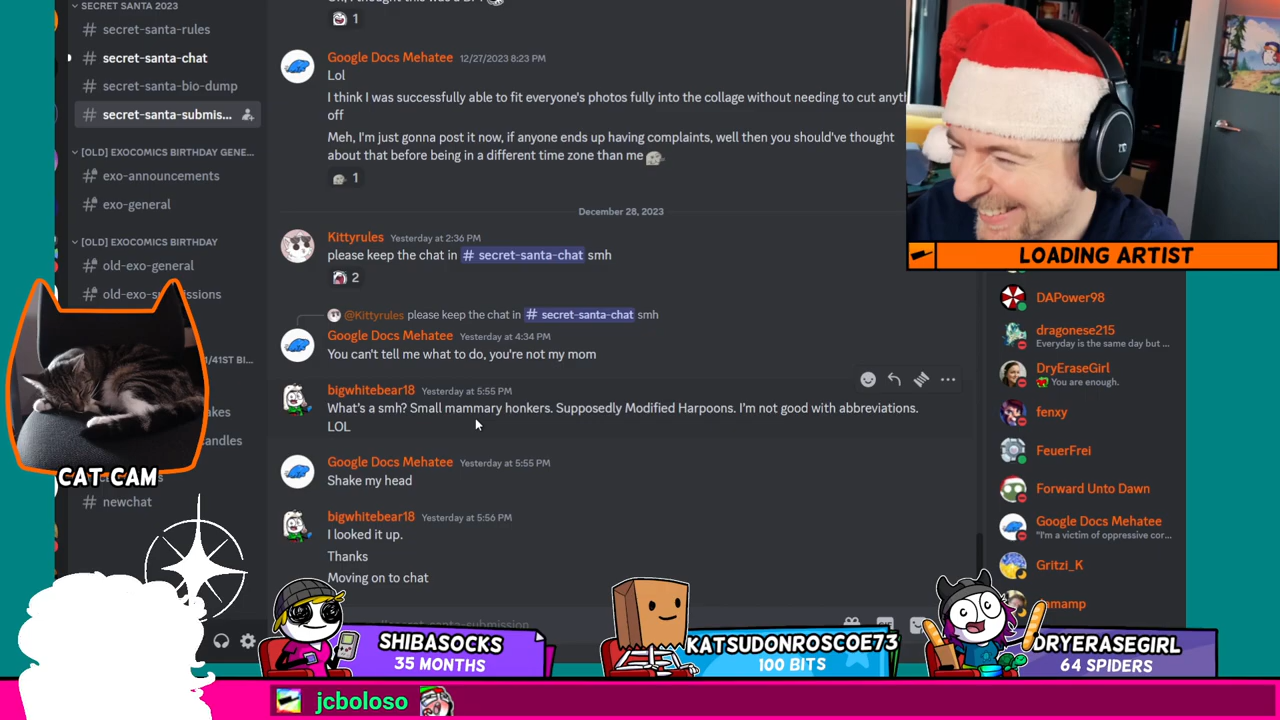 SECRET SANTA 2023
secret-santa-rules
secret-santa-chat
secret-santa-bio-dump
secret-santa-submis...
[OLD] EXOCOMICS BIRTHDAY GENE...
exo-announcements
exo-general
[OLD] EXOCOMICS BIRTHDAY
old-exo-general
newchat
CAT CAM
1
Google Docs Mehatee 12/27/2023 8:23 PM
Lol
I think I was successfully able to fit everyone's photos fully into the collage without needing to cut anyth
off
Meh, I'm just gonna post it now, if anyone ends up having complaints, well then you should've thought
about that before being in a different time zone than me
1
December 28, 2023
Kittyrules Yesterday at 2:36 PM
please keep the chat in # secret-santa-chat smh
2
@Kittyrules please keep the chat in # secret-santa-chat smh
Google Docs Mehatee Yesterday at 4:34 PM
You can't tell me what to do, you're not my mom
bigwhitebear18 Yesterday at 5:55 PM
What's a smh? Small mammary honkers. Supposedly Modified Harpoons. I'm not good with abbreviations.
LOL
Google Docs Mehatee Yesterday at 5:55 PM
Shake my head
bigwhitebear18 Yesterday at 5:56 PM
I looked it up.
Thanks
Moving on to chat
LOADING ARTIST
DAPower98
dragonese215
Everyday is the same day but ...
DryEraseGirl
You are enough.
fenxy
FeuerFrei
Forward Unto Dawn
Google Docs Mehatee
"I'm a victim of oppressive cor...
Gritzi_K
SHIBASOCKS
35 MONTHS
KATSUDONROSCOE73
100 BITS
DRYERASEGIRL
64 SPIDERS
jcboloso